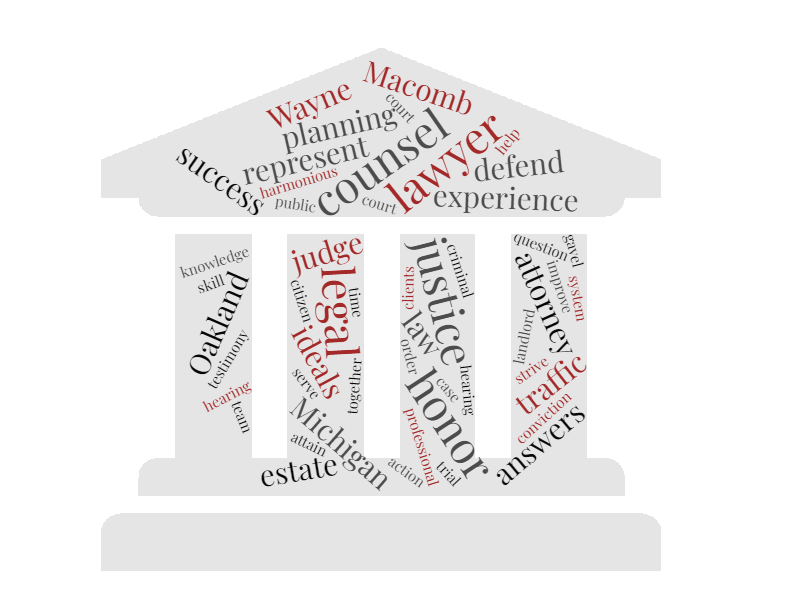 Macomb
Wayne
court
planning
counsel
lawyer
help
represent
success
harmonious
defend
public
court
experience
knowledge
skill
Oakland
testimony
hearing
team
judge
legal
citizen
time
ideals
serve
together
Michigan
attain
estate
justice
criminal
clients
law
order
hearing
case
honor
professional
action
trial
question
gavel
attorney
improve
system
landlord
strive
traffic
conviction
answers